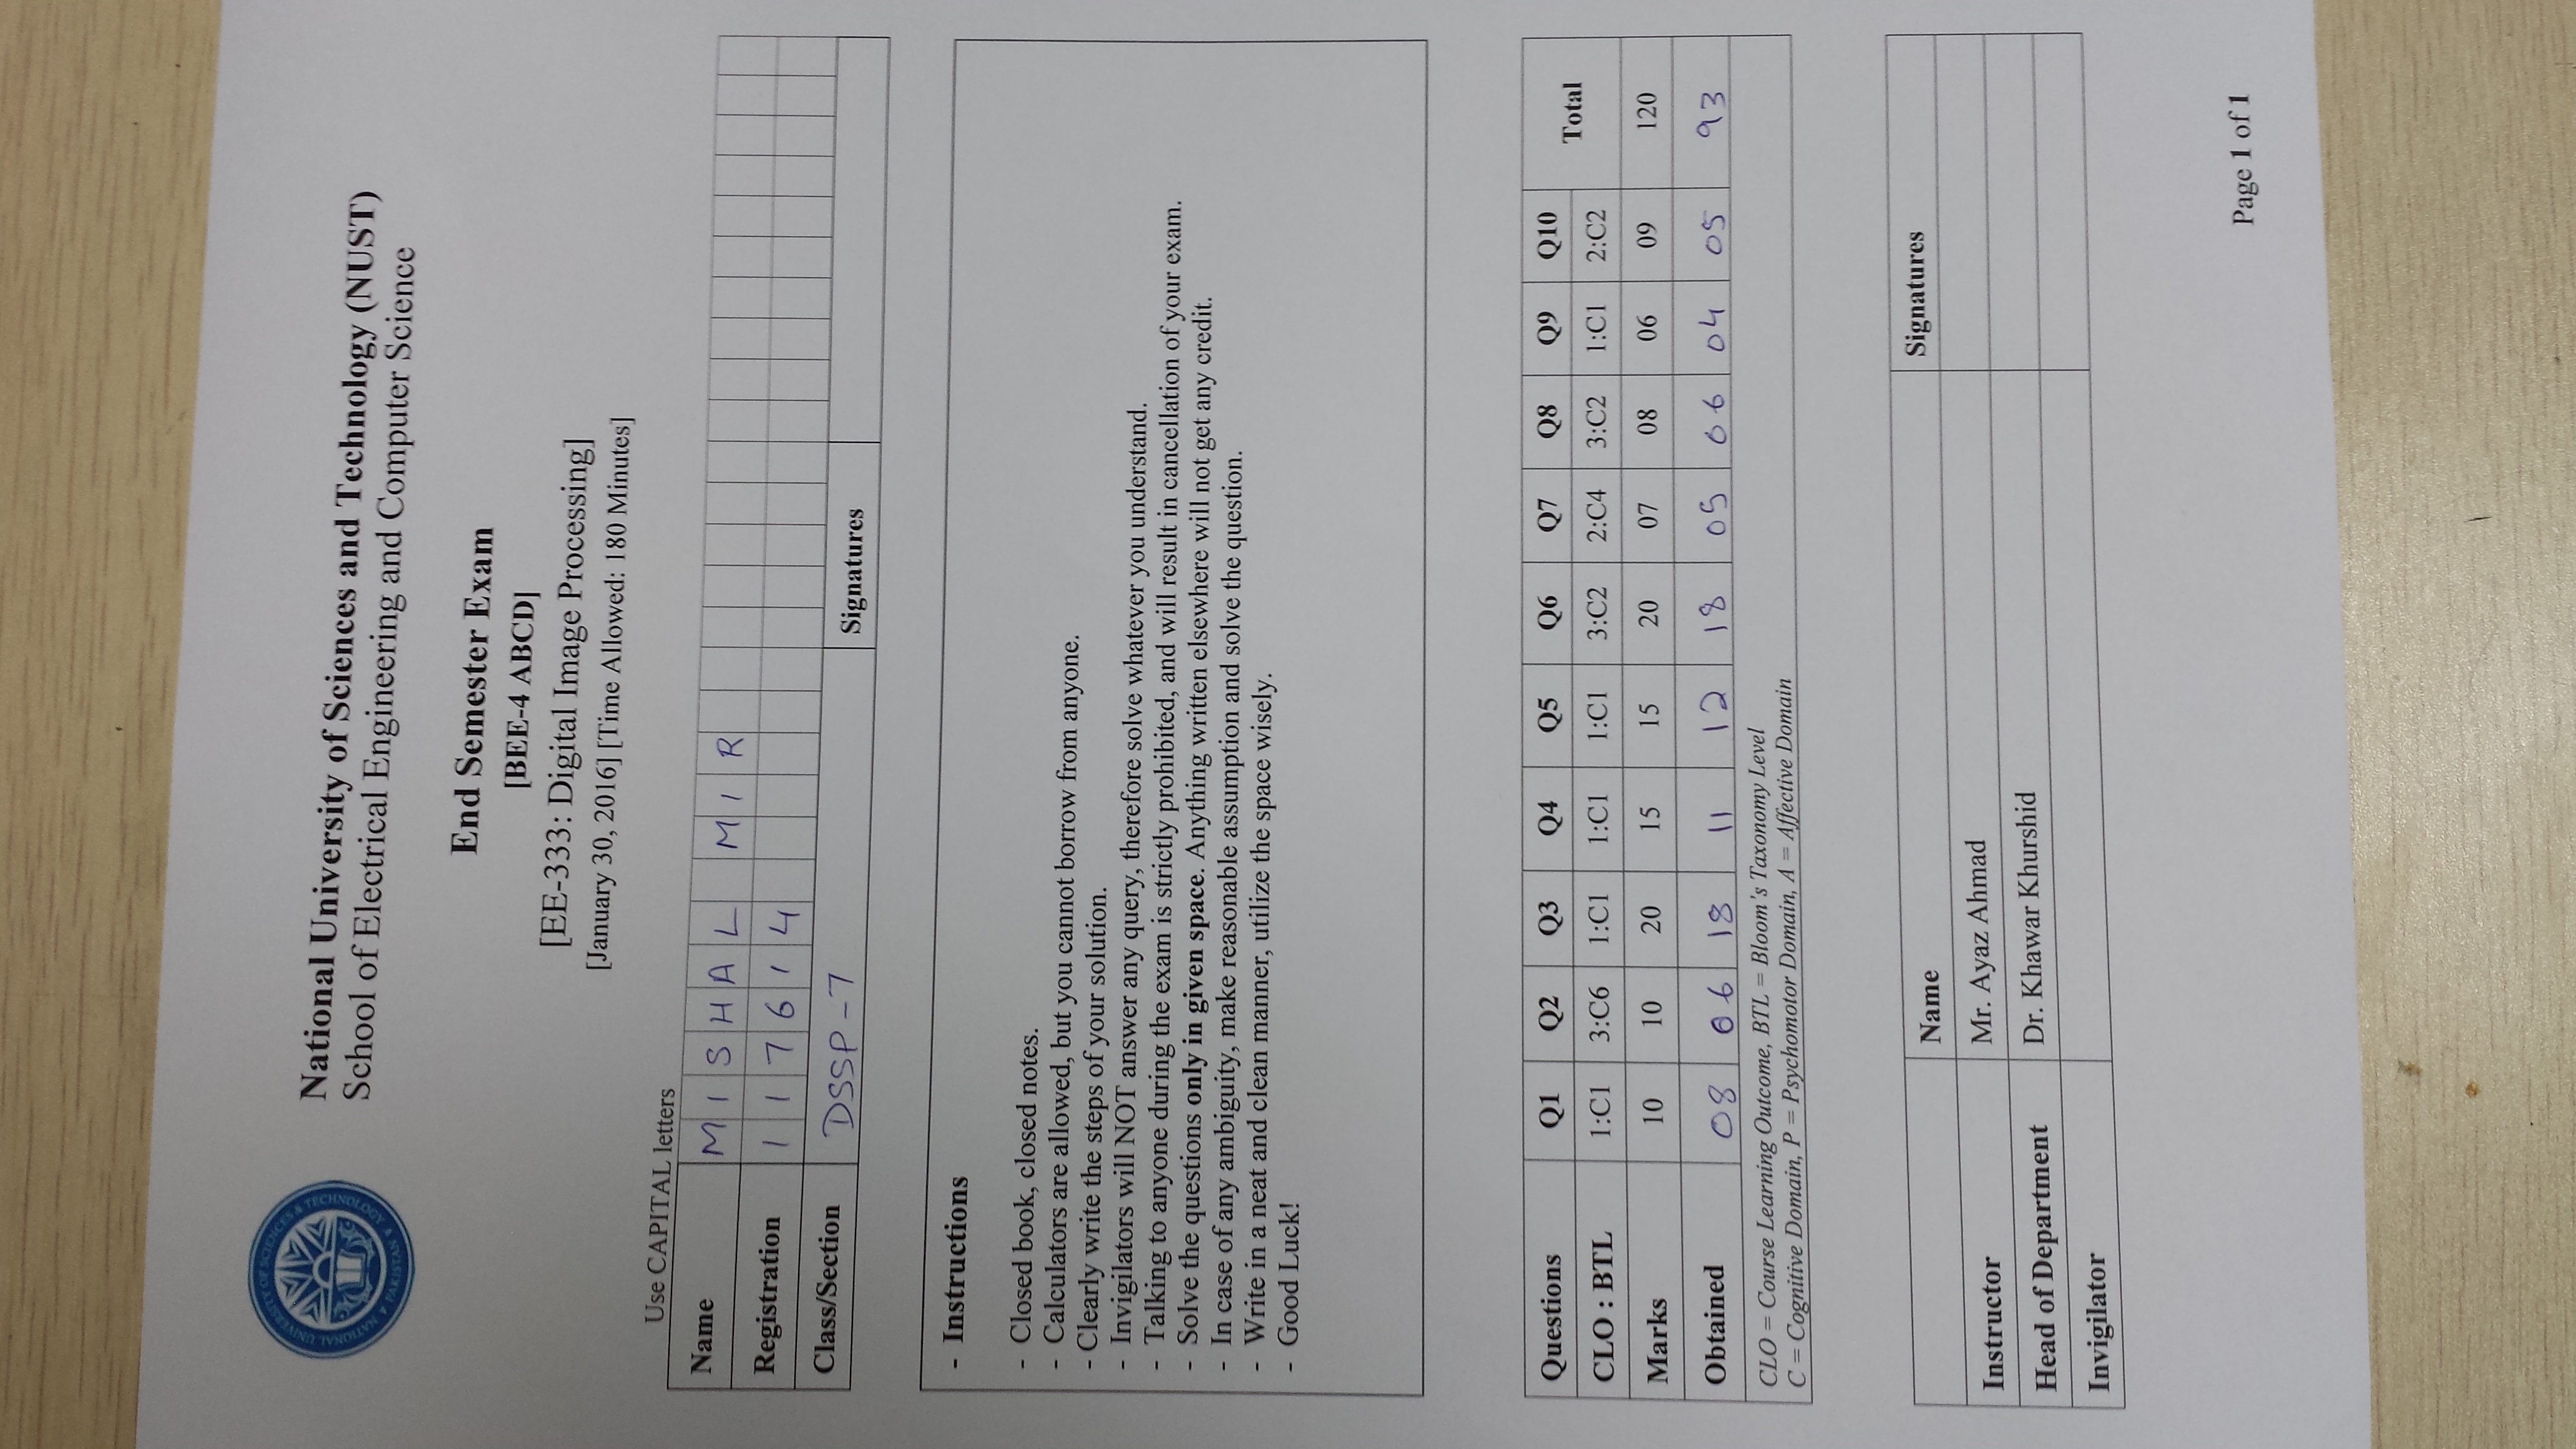 NATIONAL UNIVERSITY OF SCIENCES & TECHNOLOGY
PAKISTAN
National University of Sciences and Technology (NUST)
School of Electrical Engineering and Computer Science
End Semester Exam
[BEE-4 ABCD]
[EE-333: Digital Image Processing]
[January 30, 2016] [Time Allowed: 180 Minutes]
Use CAPITAL letters
Name MISHAL MIR
Registration 117614
Class/Section DSSP-7 Signatures
- Instructions
- Closed book, closed notes.
- Calculators are allowed, but you cannot borrow from anyone.
- Clearly write the steps of your solution.
- Invigilators will NOT answer any query, therefore solve whatever you understand.
- Talking to anyone during the exam is strictly prohibited, and will result in cancellation of your exam.
- Solve the questions only in given space. Anything written elsewhere will not get any credit.
- In case of any ambiguity, make reasonable assumption and solve the question.
- Write in a neat and clean manner, utilize the space wisely.
- Good Luck!
Questions Q1 Q2 Q3 Q4 Q5 Q6 Q7 Q8 Q9 Q10 Total
CLO : BTL 1:C1 3:C6 1:C1 1:C1 1:C1 3:C2 2:C4 3:C2 1:C1 2:C2
Marks 10 10 20 15 15 20 07 08 06 09 120
Obtained 08 06 18 11 12 18 05 06 04 05 93
CLO = Course Learning Outcome, BTL = Bloom's Taxonomy Level
C = Cognitive Domain, P = Psychomotor Domain, A = Affective Domain
Name Signatures
Instructor Mr. Ayaz Ahmad
Head of Department Dr. Khawar Khurshid
Invigilator
Page 1 of 1